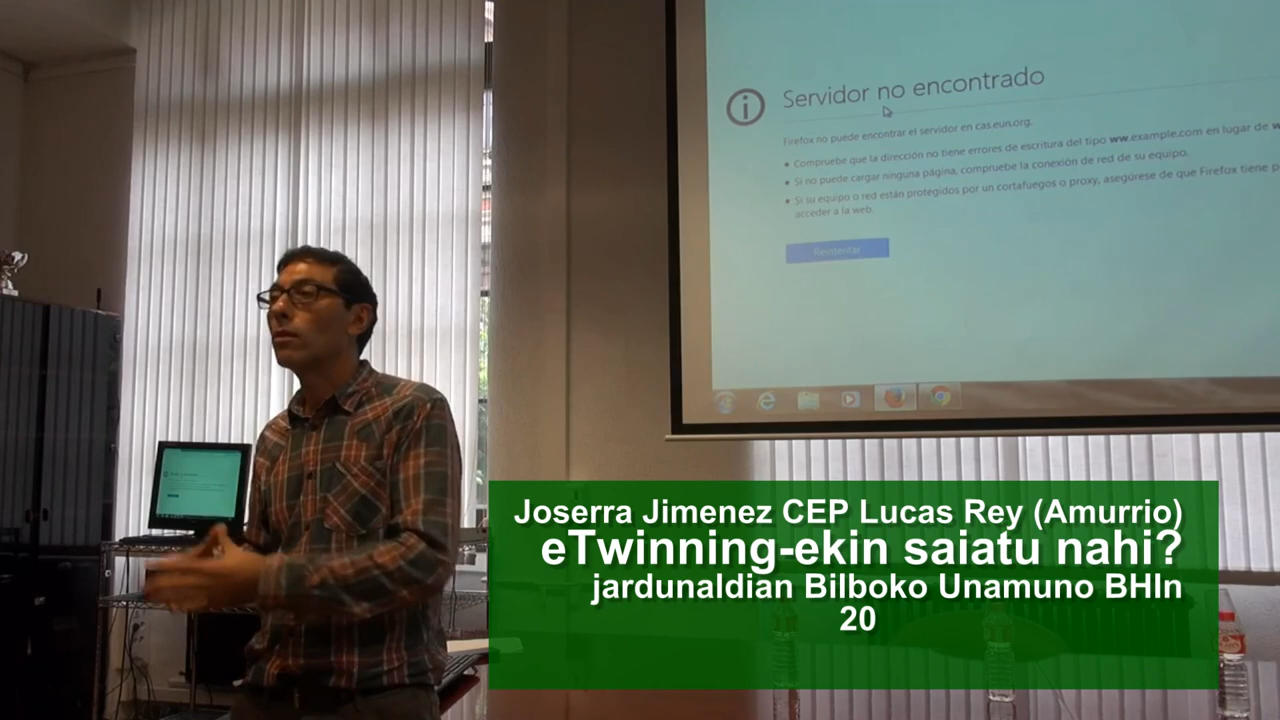 Servidor no encontrado
Firefox no puede encontrar el servidor en cas.eun.org.
• Compruebe que la dirección no tiene errores de escritura del tipo ww.example.com en lugar de
• Si no puede cargar ninguna página, compruebe la conexión de red de su equipo.
• Si su equipo o red están protegidos por un cortafuegos o proxy, asegúrese de que Firefox tiene
acceder a la web.
Reintentar
Joserra Jimenez CEP Lucas Rey (Amurrio)
eTwinning-ekin saiatu nahi?
jardunaldian Bilboko Unamuno BHIn
20